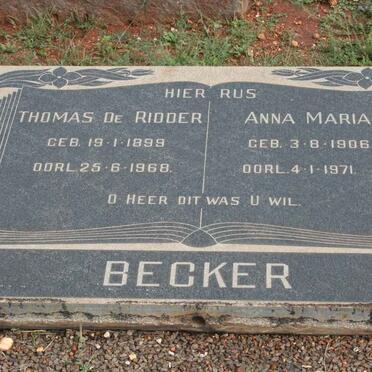 HIER RUS
THOMAS DE RIDDER
GEB. 19·1·1899
OORL. 25·6·1968.
ANNA MARIA
GEB. 3·8·1906
OORL. 4·1·1971.
O HEER DIT WAS U WIL.
BECKER